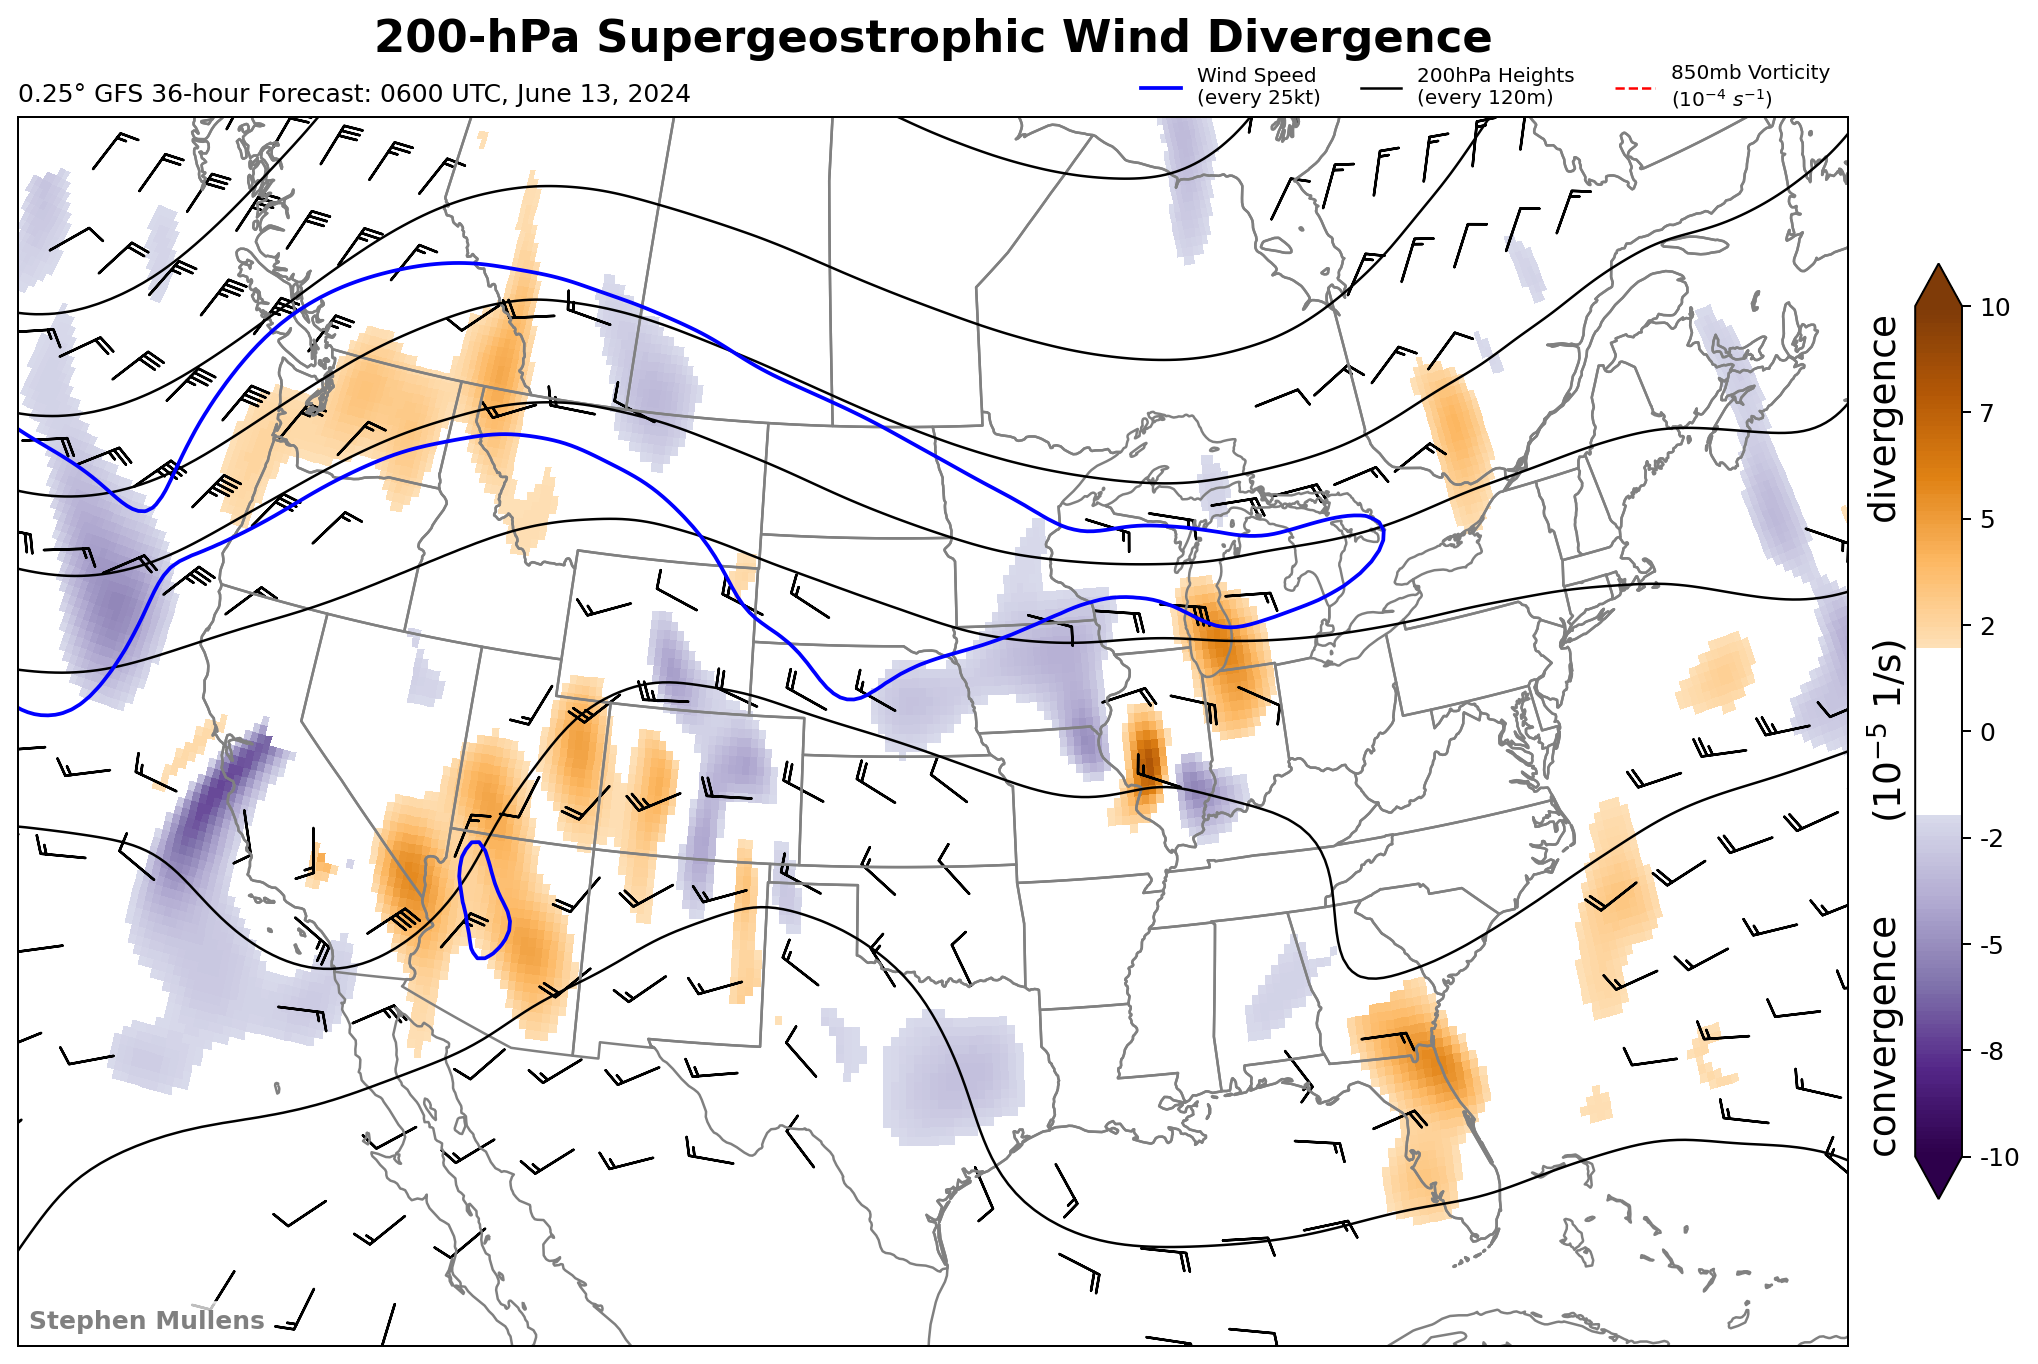 200-hPa Supergeostrophic Wind Divergence
0.25° GFS 36-hour Forecast: 0600 UTC, June 13, 2024
Wind Speed
(every 25kt)
200hPa Heights
(every 120m)
850mb Vorticity
(10⁻⁴ s⁻¹)
10
7
5
2
0
-2
-5
-8
-10
convergence (10⁻⁵ 1/s) divergence
Stephen Mullens